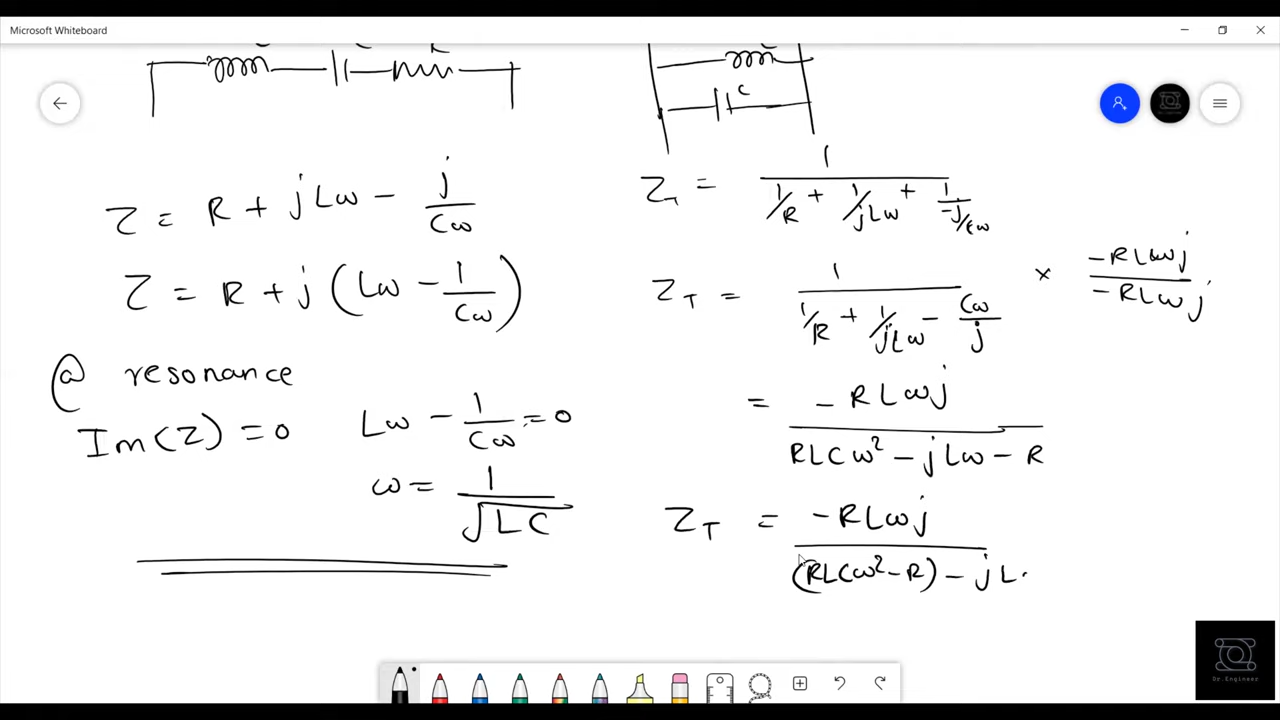 Microsoft Whiteboard
C
Z = R + jLω - j/Cω
Z = R + j (Lω - 1/Cω)
@ resonance
Im(Z) = 0
Lω - 1/Cω = 0
ω = 1/√LC
Z_T = 1/(1/R + 1/jLω + 1/(-j/Cω))
Z_T = 1/(1/R + 1/jLω - Cω/j) × -RLωj/-RLωj
= -RLωj/(RLCω² - jLω - R)
Z_T = -RLωj/((RLCω² - R) - jL
Dr.Engineer